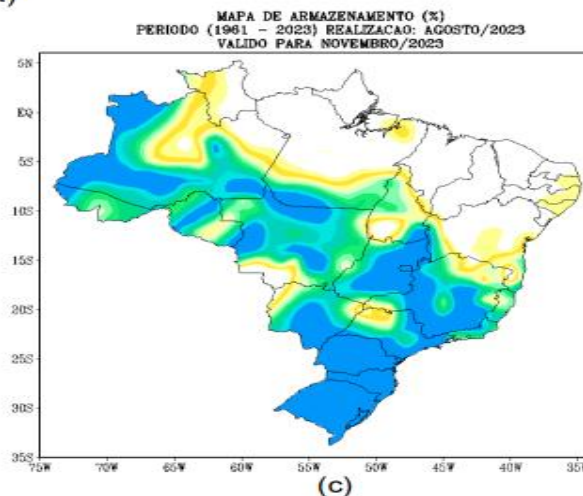 MAPA DE ARMAZENAMENTO (%)
PERIODO (1961 - 2023) REALIZACAO: AGOSTO/2023
VALIDO PARA NOVEMBRO/2023
5N
EQ
5S
10S
15S
20S
25S
30S
35S
75W 70W 65W 60W 55W 50W 45W 40W
(C)